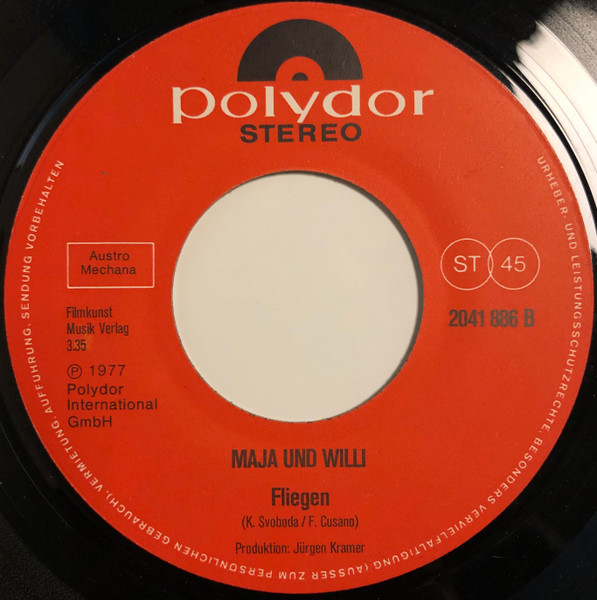 polydor
STEREO
Austro
Mechana
ST 45
2041 886 B
Filmkunst
Musik Verlag
3.35
℗ 1977
Polydor
International
GmbH
MAJA UND WILLI
Fliegen
(K. Svoboda / F. Cusano)
Produktion: Jürgen Kramer
URHEBER- UND LEISTUNGSSCHUTZRECHTE, BESONDERS VERVIELFÄLTIGUNG (AUSSER ZUM PERSÖNLICHEN GEBRAUCH), VERMIETUNG, AUFFÜHRUNG, SENDUNG VORBEHALTEN